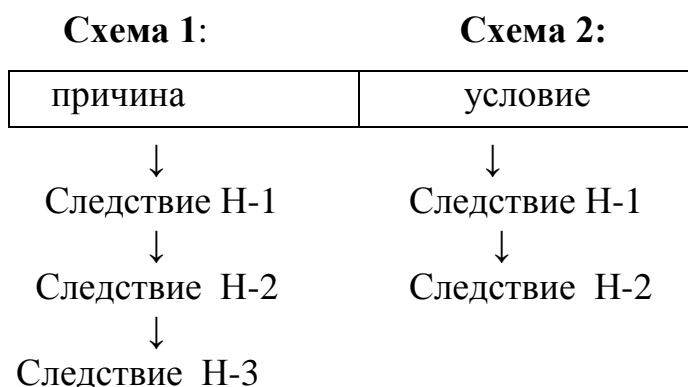 Схема 1: Схема 2:
причина условие
↓ ↓
Следствие Н-1 Следствие Н-1
↓ ↓
Следствие Н-2 Следствие Н-2
↓
Следствие Н-3